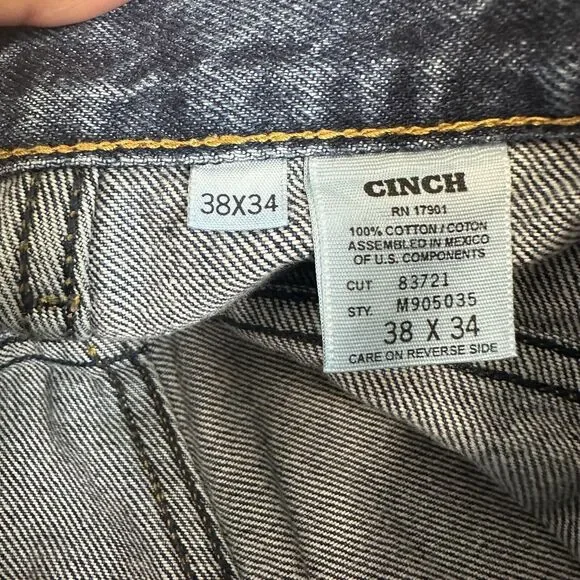 38X34
CINCH
RN 17901
100% COTTON / COTON
ASSEMBLED IN MEXICO
OF U.S. COMPONENTS
CUT 83721
STY. M905035
38 X 34
CARE ON REVERSE SIDE